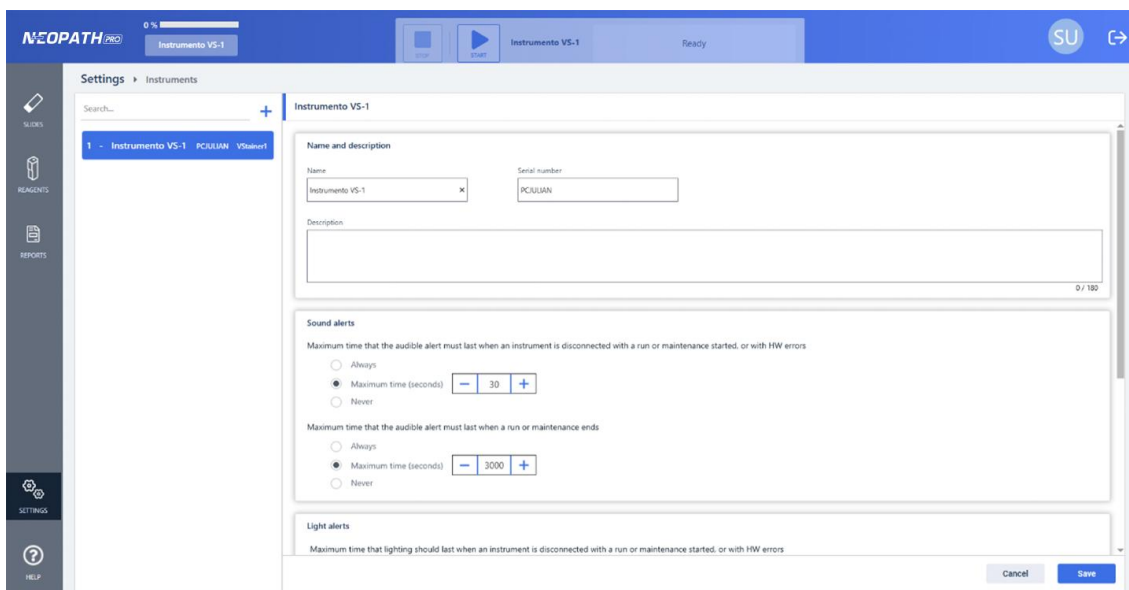 NEOPATH PRO
0 %
Instrumento VS-1
STOP
START
Instrumento VS-1
Ready
SU
Settings
Instruments
SLIDES
REAGENTS
REPORTS
SETTINGS
HELP
Search...
1 - Instrumento VS-1 PCJULIAN VStainer1
Instrumento VS-1
Name and description
Name
Serial number
Instrumento VS-1
PCJULIAN
Description
0 / 180
Sound alerts
Maximum time that the audible alert must last when an instrument is disconnected with a run or maintenance started, or with HW errors
Always
Maximum time (seconds) 30
Never
Maximum time that the audible alert must last when a run or maintenance ends
Always
Maximum time (seconds) 3000
Never
Light alerts
Maximum time that lighting should last when an instrument is disconnected with a run or maintenance started, or with HW errors
Cancel
Save